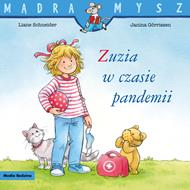 MĄDRA MYSZ
Liane Schneider
Janina Görrissen
Zuzia
w czasie
pandemii
Media Rodzina